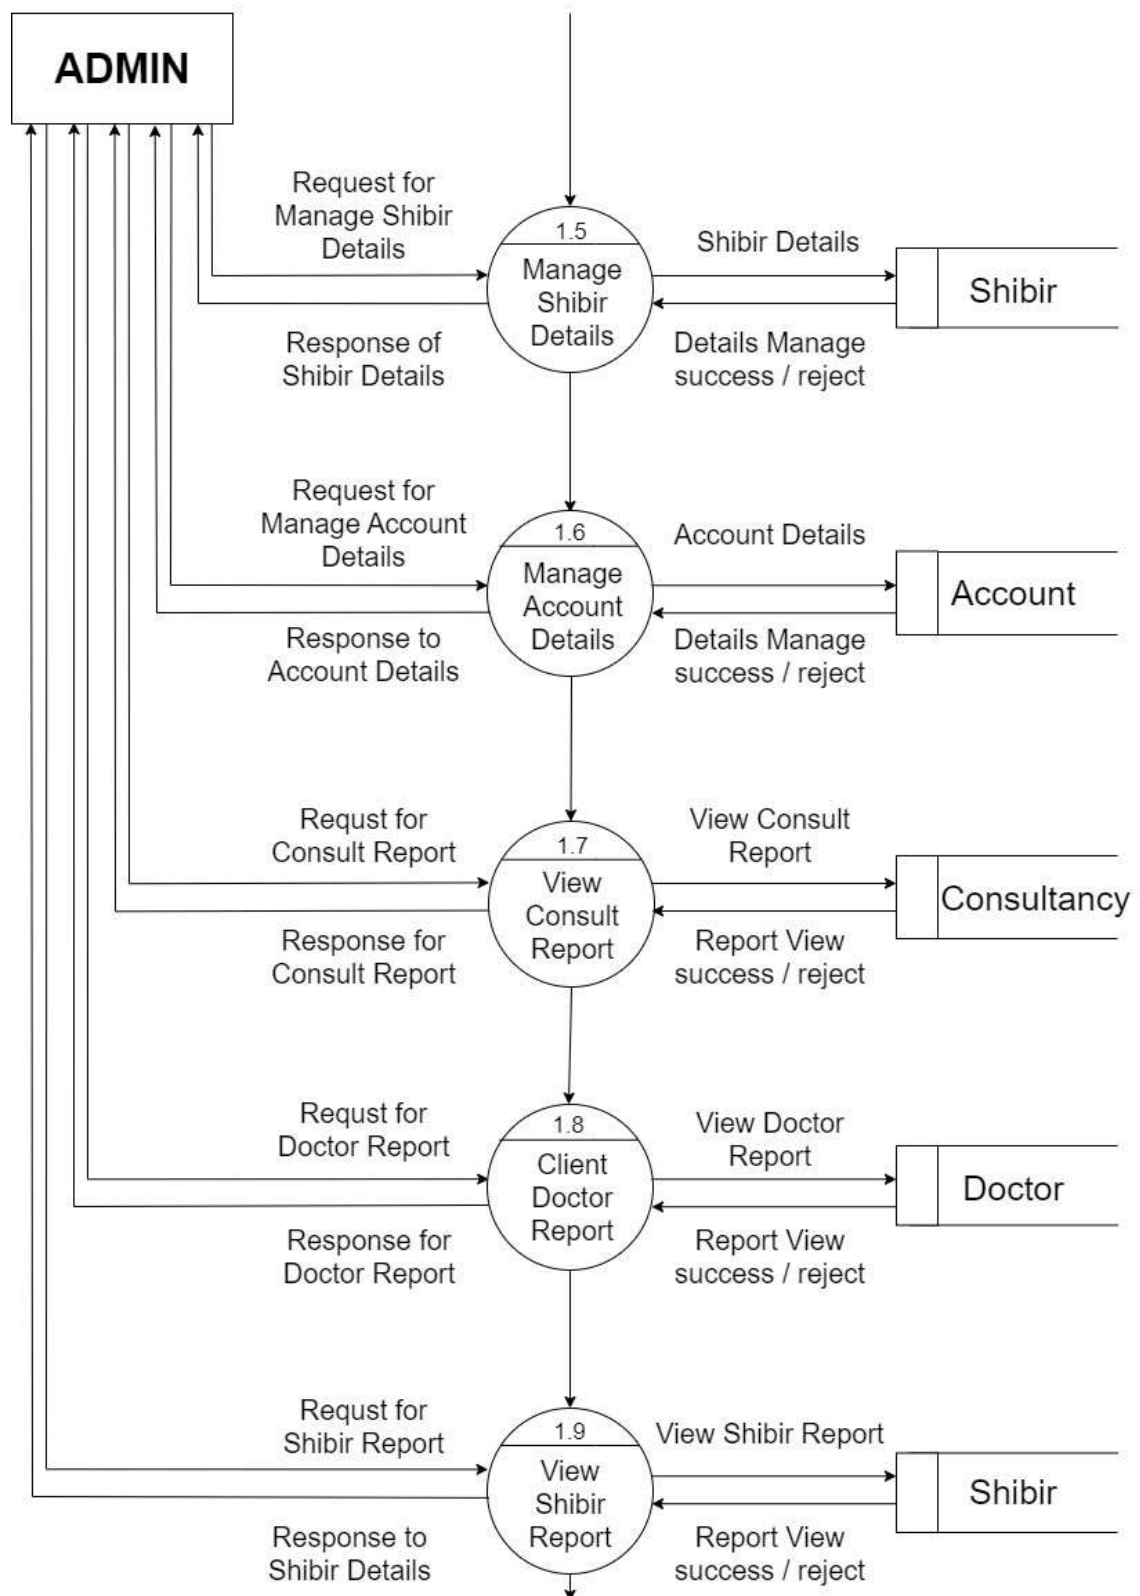 ADMIN
Request for
Manage Shibir
Details
1.5
Manage
Shibir
Details
Shibir Details
Shibir
Response of
Shibir Details
Details Manage
success / reject
Request for
Manage Account
Details
1.6
Manage
Account
Details
Account Details
Account
Response to
Account Details
Details Manage
success / reject
Requst for
Consult Report
1.7
View
Consult
Report
View Consult
Report
Consultancy
Response for
Consult Report
Report View
success / reject
Requst for
Doctor Report
1.8
Client
Doctor
Report
View Doctor
Report
Doctor
Response for
Doctor Report
Report View
success / reject
Requst for
Shibir Report
1.9
View
Shibir
Report
View Shibir Report
Shibir
Response to
Shibir Details
Report View
success / reject